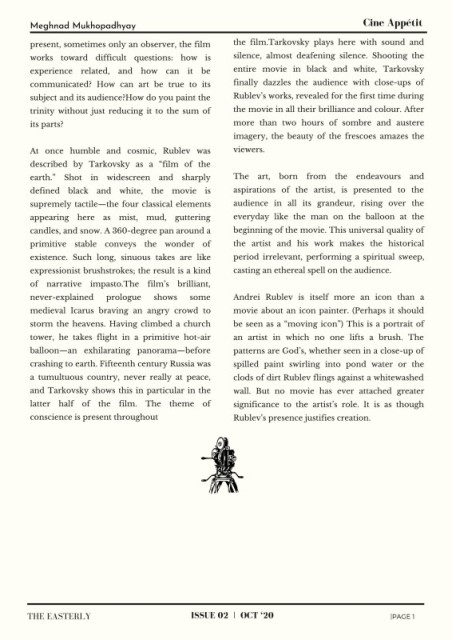 Meghnad Mukhopadhyay
Cine Appétit
present, sometimes only an observer, the film
works toward difficult questions: how is
experience related, and how can it be
communicated? How can art be true to its
subject and its audience?How do you paint the
trinity without just reducing it to the sum of
its parts?
At once humble and cosmic, Rublev was
described by Tarkovsky as a “film of the
earth.” Shot in widescreen and sharply
defined black and white, the movie is
supremely tactile—the four classical elements
appearing here as mist, mud, guttering
candles, and snow. A 360-degree pan around a
primitive stable conveys the wonder of
existence. Such long, sinuous takes are like
expressionist brushstrokes; the result is a kind
of narrative impasto.The film’s brilliant,
never-explained prologue shows some
medieval Icarus braving an angry crowd to
storm the heavens. Having climbed a church
tower, he takes flight in a primitive hot-air
balloon—an exhilarating panorama—before
crashing to earth. Fifteenth century Russia was
a tumultuous country, never really at peace,
and Tarkovsky shows this in particular in the
latter half of the film. The theme of
conscience is present throughout
the film.Tarkovsky plays here with sound and
silence, almost deafening silence. Shooting the
entire movie in black and white, Tarkovsky
finally dazzles the audience with close-ups of
Rublev’s works, revealed for the first time during
the movie in all their brilliance and colour. After
more than two hours of sombre and austere
imagery, the beauty of the frescoes amazes the
viewers.
The art, born from the endeavours and
aspirations of the artist, is presented to the
audience in all its grandeur, rising over the
everyday like the man on the balloon at the
beginning of the movie. This universal quality of
the artist and his work makes the historical
period irrelevant, performing a spiritual sweep,
casting an ethereal spell on the audience.
Andrei Rublev is itself more an icon than a
movie about an icon painter. (Perhaps it should
be seen as a “moving icon”) This is a portrait of
an artist in which no one lifts a brush. The
patterns are God’s, whether seen in a close-up of
spilled paint swirling into pond water or the
clods of dirt Rublev flings against a whitewashed
wall. But no movie has ever attached greater
significance to the artist’s role. It is as though
Rublev’s presence justifies creation.
THE EASTERLY
ISSUE 02 | OCT ‘20
|PAGE 1